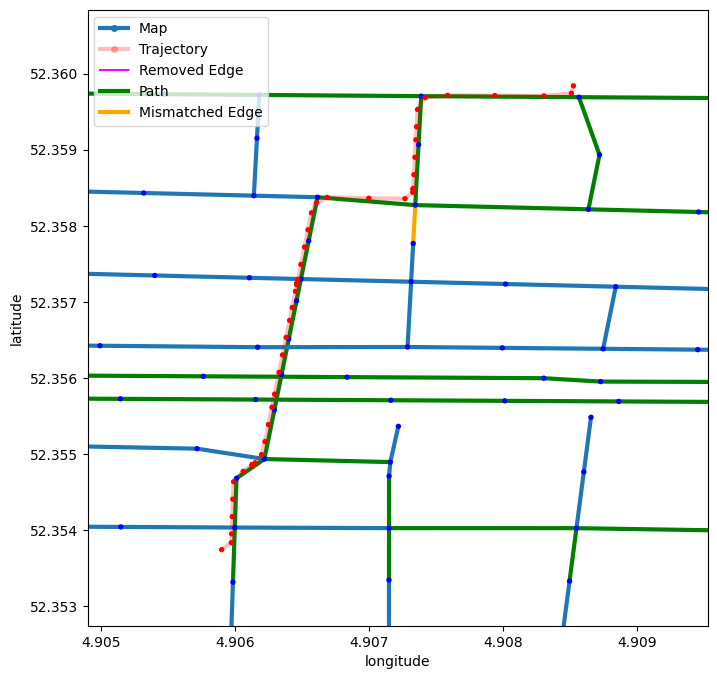 Map
Trajectory
Removed Edge
Path
Mismatched Edge
52.360
52.359
52.358
52.357
52.356
52.355
52.354
52.353
latitude
4.905
4.906
4.907
4.908
4.909
longitude